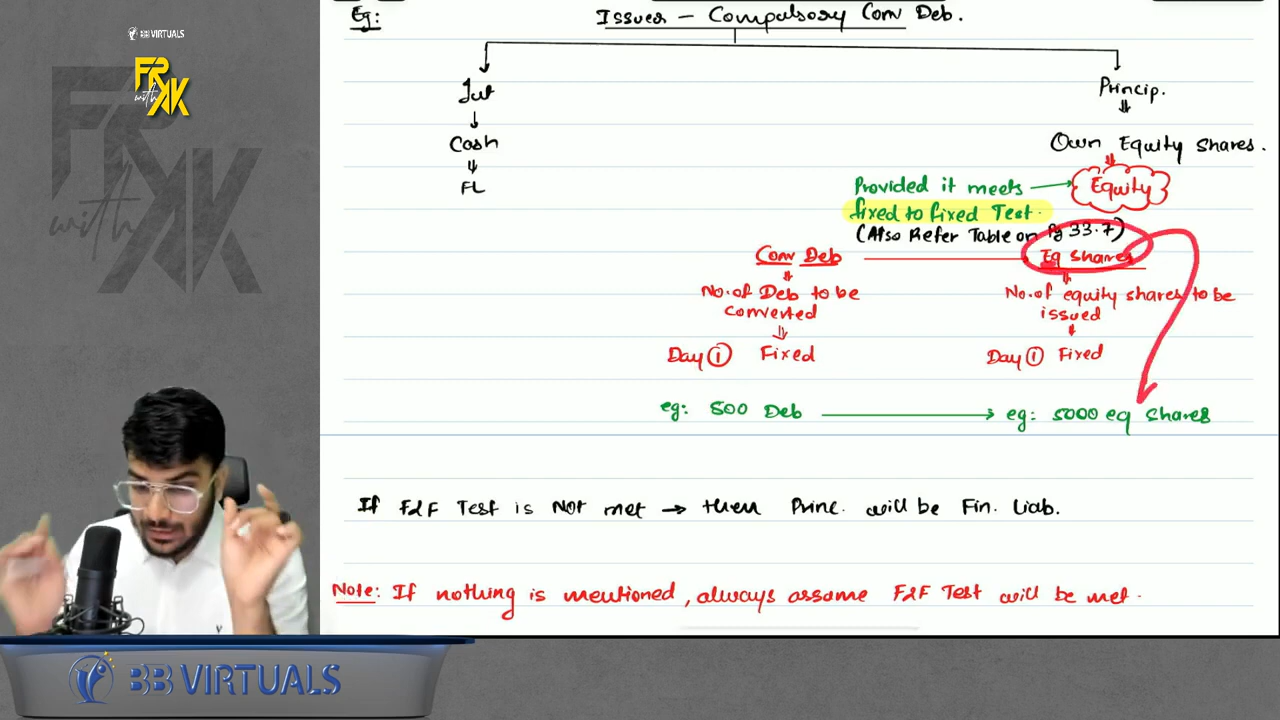 BB VIRTUALS
FR
with AK
FR
with AK
Eg: Issuer - Compulsory Conv Deb.
Int
Cash
FL
Princip.
Own Equity Shares.
Equity
Provided it meets
fixed to fixed Test.
(Also Refer Table on Pg 33.7)
Conv Deb
Eq Shares
No. of Deb to be
converted
Day ① Fixed
No. of equity shares to be
issued
Day ① Fixed
eg: 500 Deb
eg: 5000 eq Shares
If F2F Test is Not met → then Princ. will be Fin. Liab.
Note: If nothing is mentioned, always assume F2F Test will be met.
BB VIRTUALS